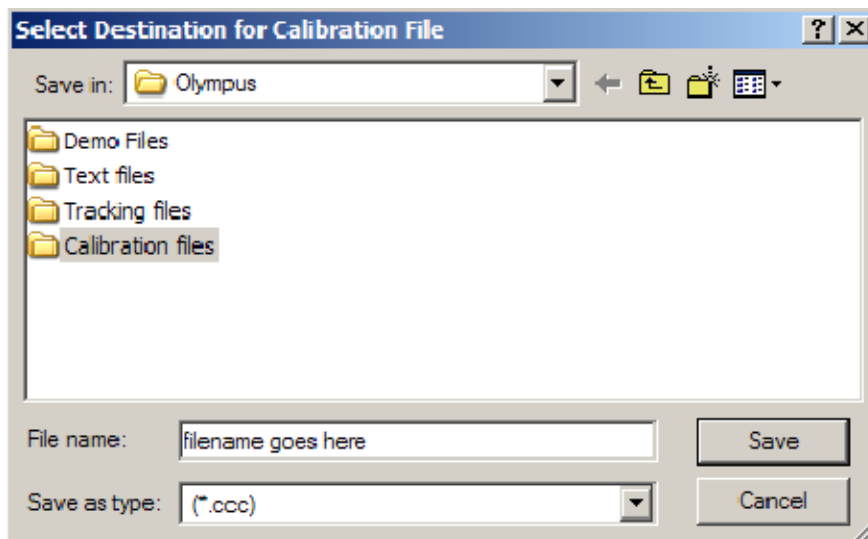 Select Destination for Calibration File
Save in: Olympus
Demo Files
Text files
Tracking files
Calibration files
File name: filename goes here Save
Save as type: (*.ccc) Cancel